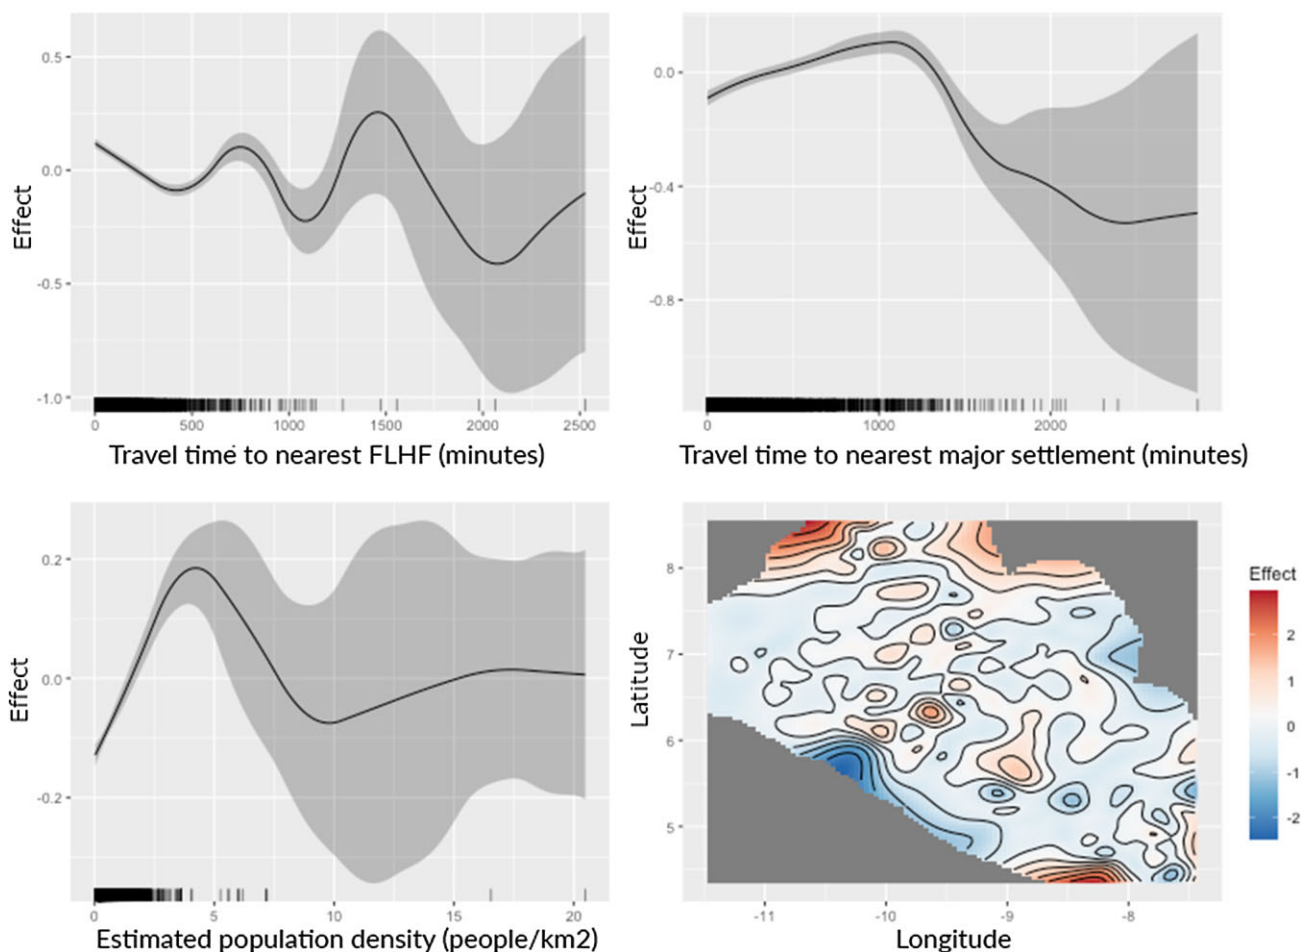 0.5
0.0
-0.5
-1.0
Effect
0 500 1000 1500 2000 2500
Travel time to nearest FLHF (minutes)
0.0
-0.4
-0.8
Effect
0 1000 2000
Travel time to nearest major settlement (minutes)
0.2
0.0
-0.2
Effect
0 5 10 15 20
Estimated population density (people/km2)
8
7
6
5
Latitude
-11 -10 -9 -8
Longitude
Effect
2
1
0
-1
-2